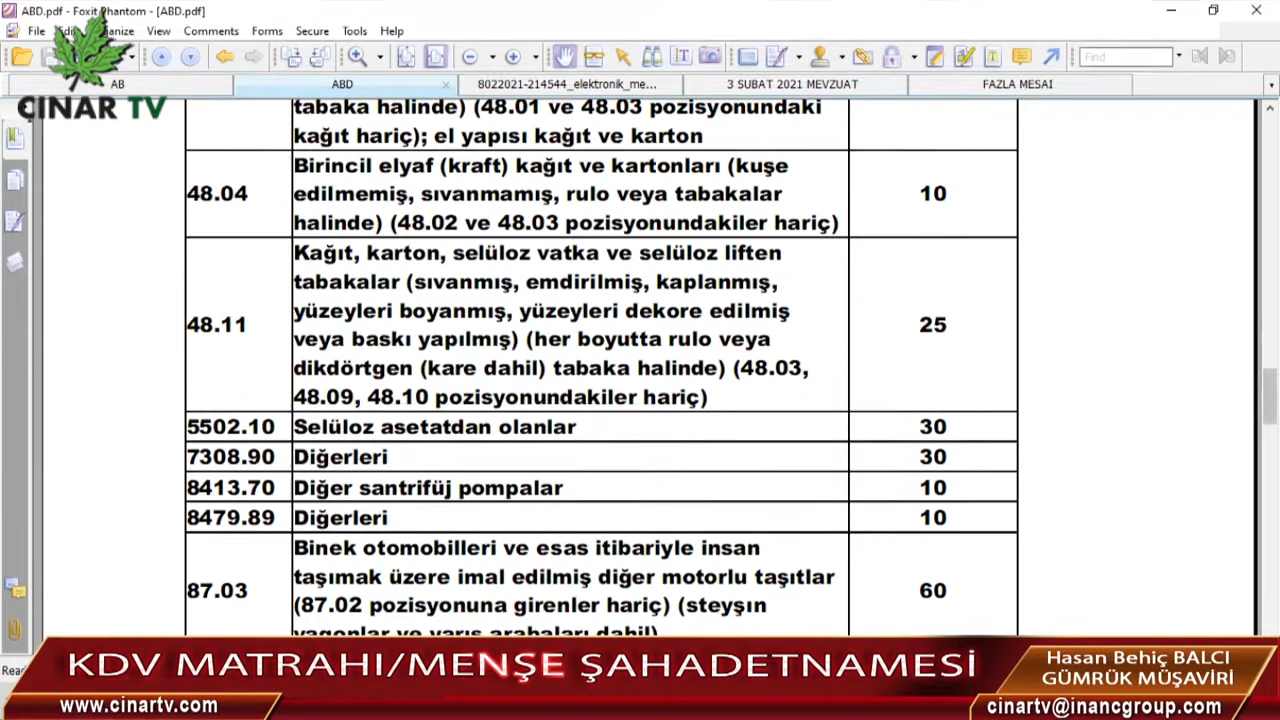 ABD.pdf - Foxit Phantom - [ABD.pdf]
File Edit Organize View Comments Forms Secure Tools Help
Find
AB ABD 8022021-214544_elektronik_me... 3 SUBAT 2021 MEVZUAT FAZLA MESAI
ÇINAR TV
tabaka halinde) (48.01 ve 48.03 pozisyonundaki
kağıt hariç); el yapısı kağıt ve karton
48.04
Birincil elyaf (kraft) kağıt ve kartonları (kuşe
edilmemiş, sıvanmamış, rulo veya tabakalar
halinde) (48.02 ve 48.03 pozisyonundakiler hariç)
10
48.11
Kağıt, karton, selüloz vatka ve selüloz liften
tabakalar (sıvanmış, emdirilmiş, kaplanmış,
yüzeyleri boyanmış, yüzeyleri dekore edilmiş
veya baskı yapılmış) (her boyutta rulo veya
dikdörtgen (kare dahil) tabaka halinde) (48.03,
48.09, 48.10 pozisyonundakiler hariç)
25
5502.10 Selüloz asetatdan olanlar 30
7308.90 Diğerleri 30
8413.70 Diğer santrifüj pompalar 10
8479.89 Diğerleri 10
87.03
Binek otomobilleri ve esas itibariyle insan
taşımak üzere imal edilmiş diğer motorlu taşıtlar
(87.02 pozisyonuna girenler hariç) (steyşın
vagonlar ve yarış arabaları dahil)
60
KDV MATRAHI/MENŞE ŞAHADETNAMESİ
Hasan Behiç BALCI
GÜMRÜK MÜŞAVİRİ
www.cinartv.com
cinartv@inancgroup.com